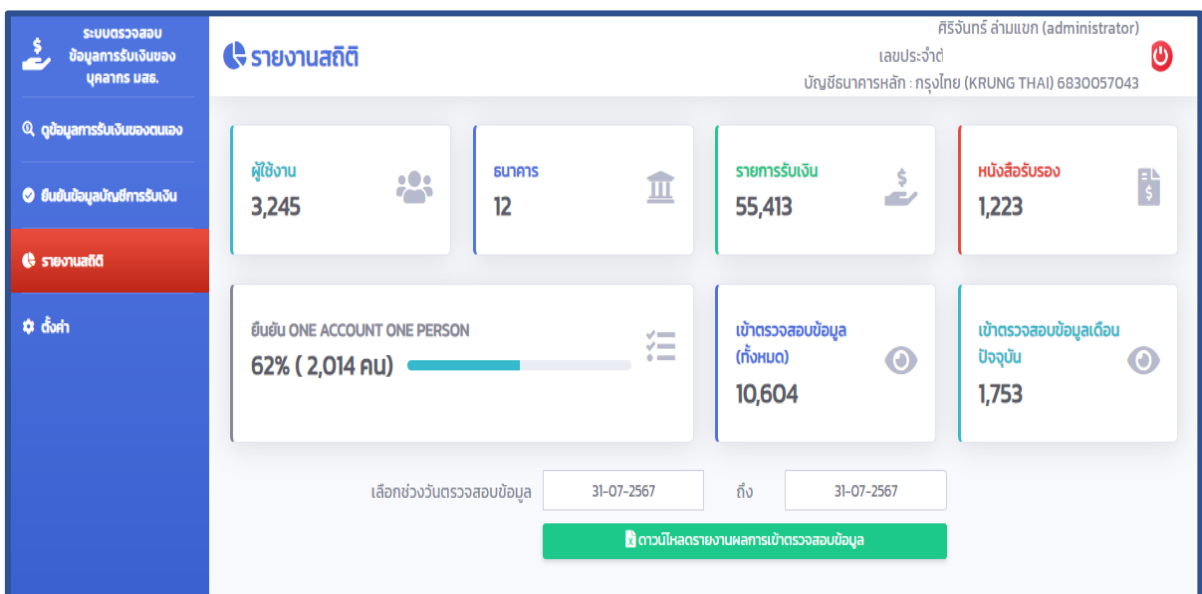 ระบบตรวจสอบ
ข้อมูลการรับเงินของ
บุคลากร มสธ.
ดูข้อมูลการรับเงินของตนเอง
ยืนยันข้อมูลบัญชีการรับเงิน
รายงานสถิติ
ตั้งค่า
รายงานสถิติ
ศิริจันทร์ ล่ามแขก (administrator)
เลขประจำตั
บัญชีธนาคารหลัก : กรุงไทย (KRUNG THAI) 6830057043
ผู้ใช้งาน
3,245
ธนาคาร
12
รายการรับเงิน
55,413
หนังสือรับรอง
1,223
ยืนยัน ONE ACCOUNT ONE PERSON
62% ( 2,014 คน)
เข้าตรวจสอบข้อมูล
(ทั้งหมด)
10,604
เข้าตรวจสอบข้อมูลเดือน
ปัจจุบัน
1,753
เลือกช่วงวันตรวจสอบข้อมูล 31-07-2567 ถึง 31-07-2567
ดาวน์โหลดรายงานผลการเข้าตรวจสอบข้อมูล